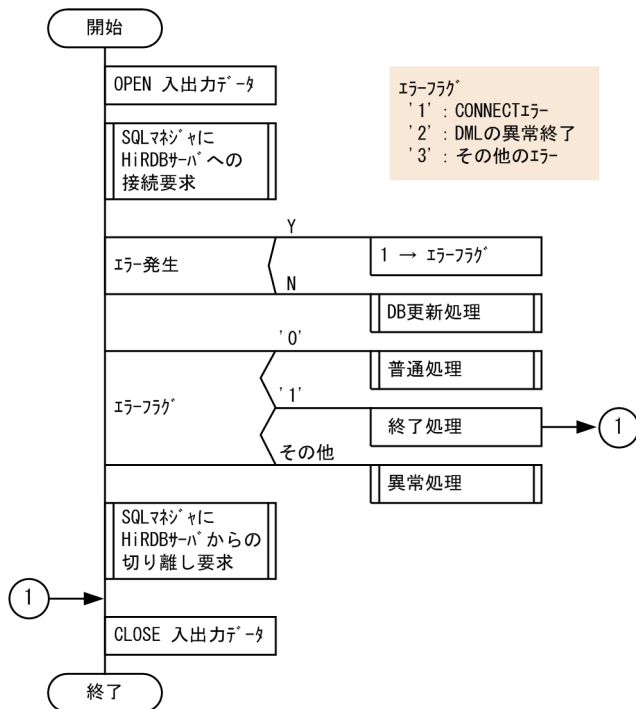 開始
OPEN 入出力ﾃﾞｰﾀ
ｴﾗｰﾌﾗｸﾞ
'1' : CONNECTｴﾗｰ
'2' : DMLの異常終了
'3' : その他のｴﾗｰ
SQLﾏﾈｼﾞｬに
HiRDBｻｰﾊﾞへの
接続要求
Y
ｴﾗｰ発生
1 → ｴﾗｰﾌﾗｸﾞ
N
DB更新処理
'0'
普通処理
'1'
ｴﾗｰﾌﾗｸﾞ
終了処理
1
その他
異常処理
SQLﾏﾈｼﾞｬに
HiRDBｻｰﾊﾞからの
切り離し要求
1
CLOSE 入出力ﾃﾞｰﾀ
終了